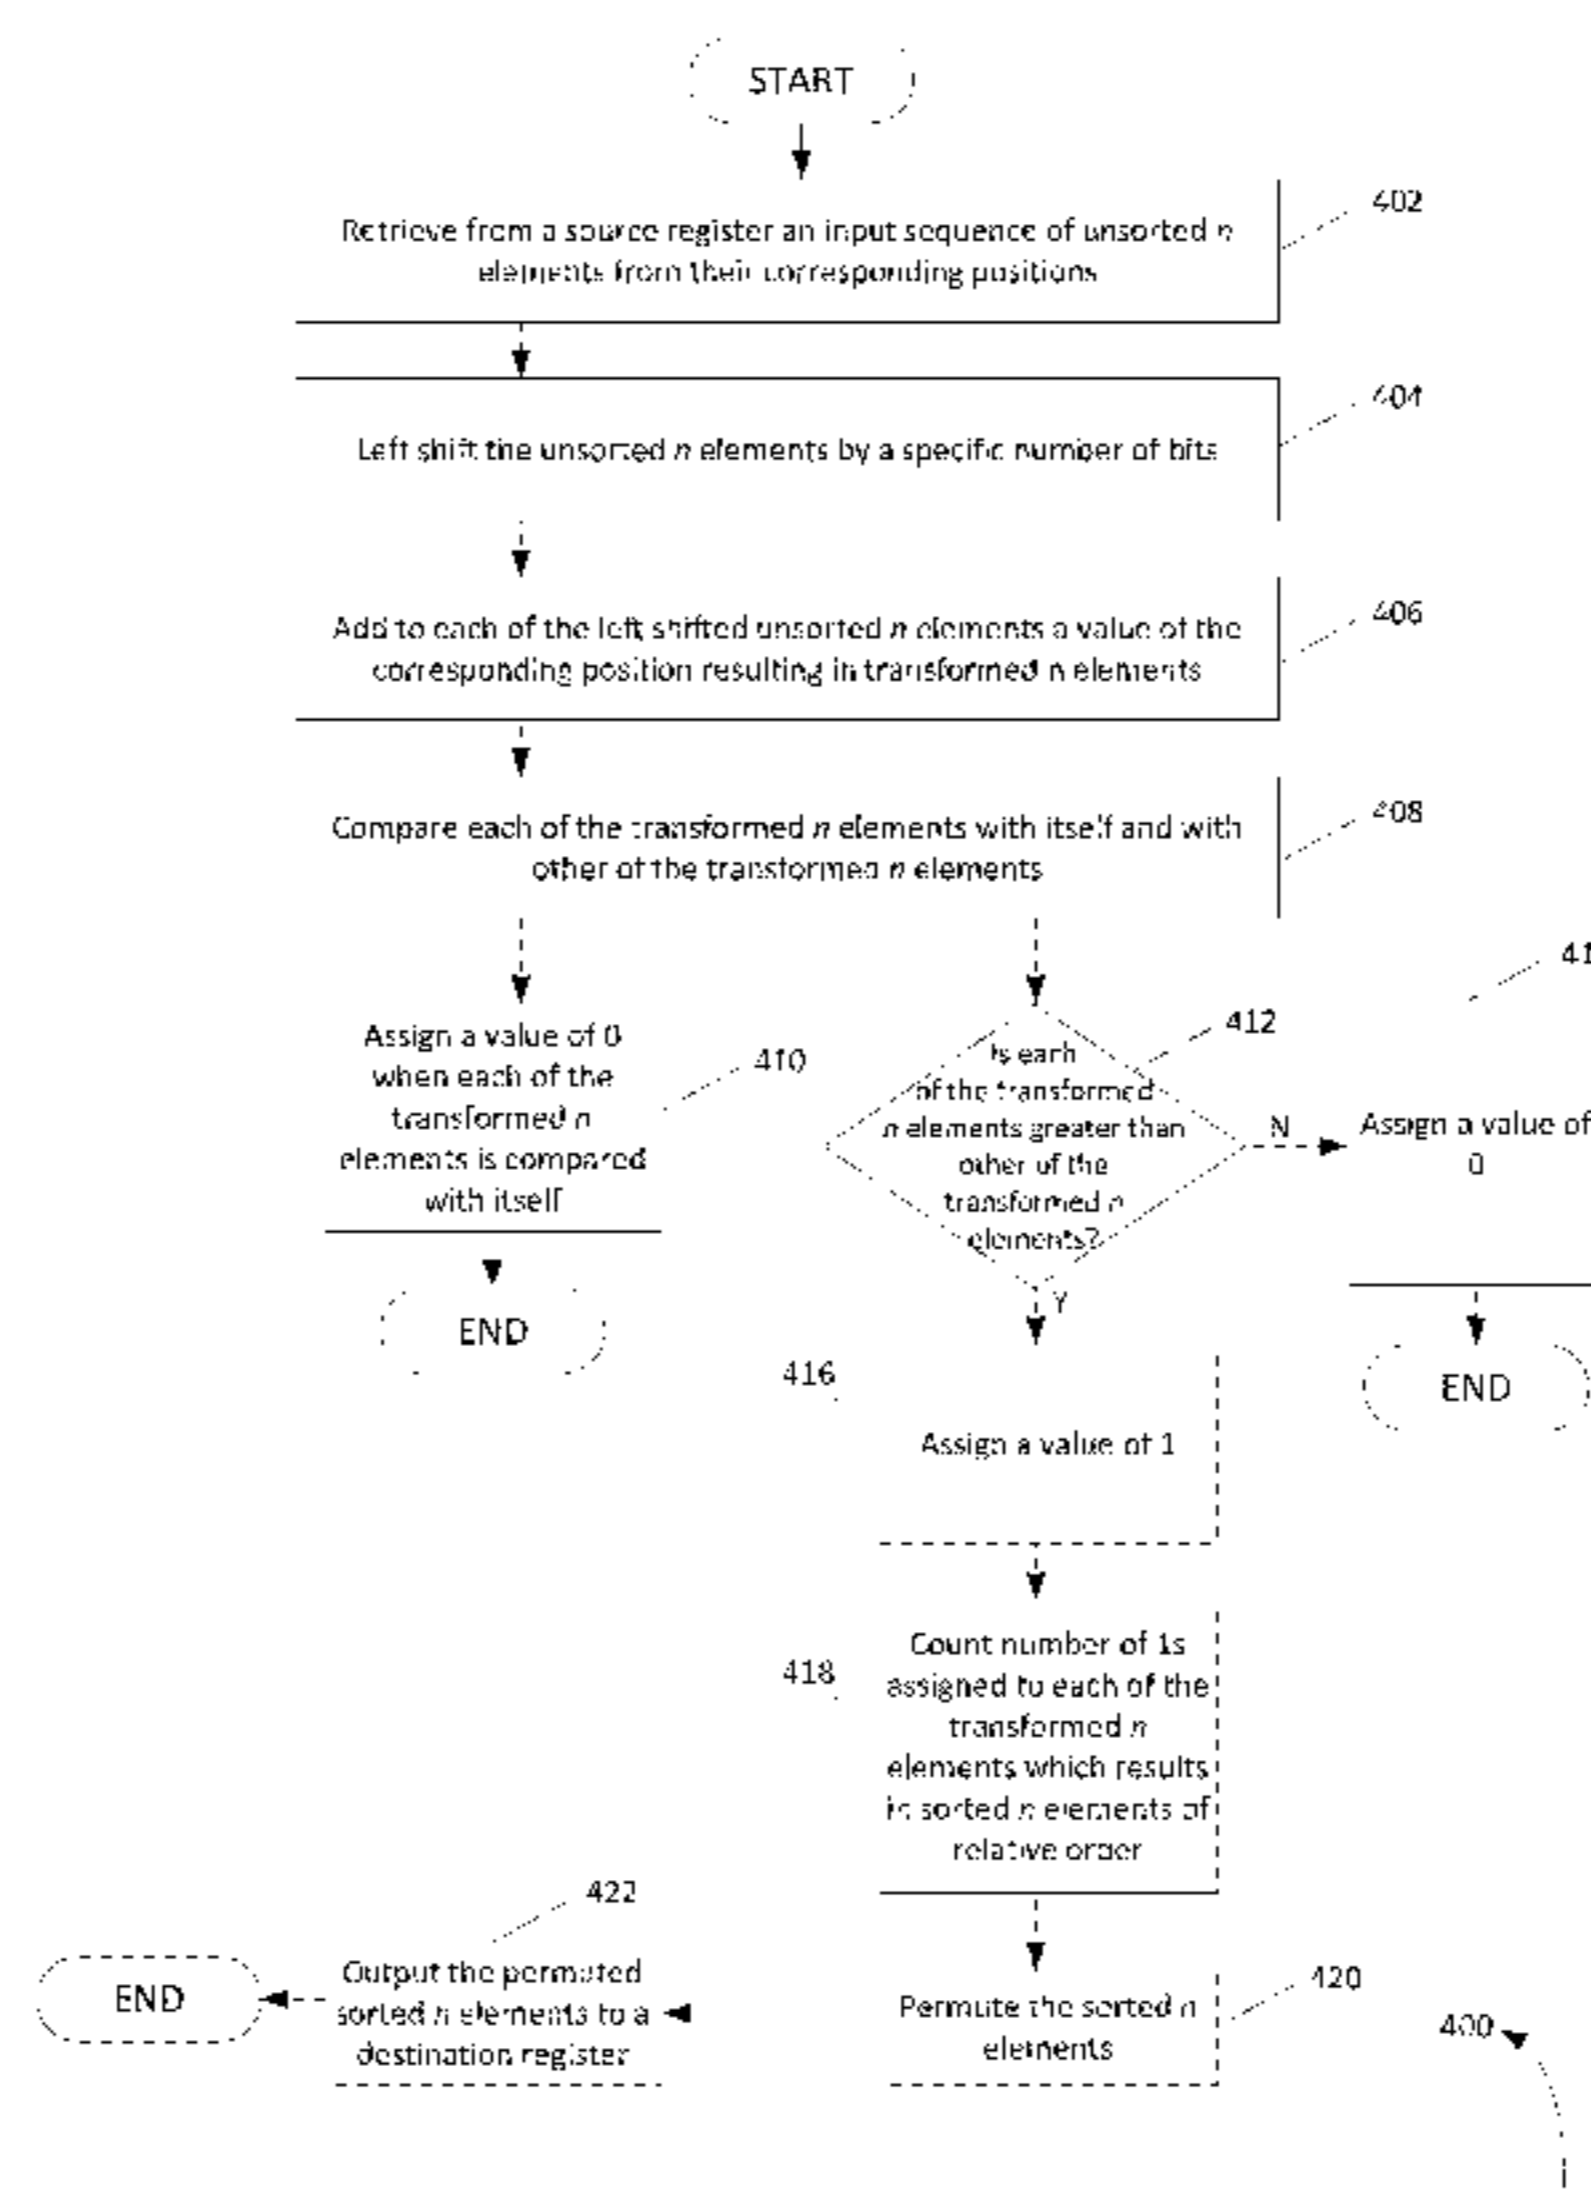 START
402
Retrieve from a source register an input sequence of unsorted n
elements from their corresponding positions
404
Left shift the unsorted n elements by a specific number of bits
406
Add to each of the left shifted unsorted n elements a value of the
corresponding position resulting in transformed n elements
408
Compare each of the transformed n elements with itself and with
other of the transformed n elements
410
Assign a value of 0
when each of the
transformed n
elements is compared
with itself
END
412
Is each
of the transformed
n elements greater than
other of the
transformed n
elements?
N
41
Assign a value of
0
END
Y
416
Assign a value of 1
418
Count number of 1s
assigned to each of the
transformed n
elements which results
in sorted n elements of
relative order
420
Permute the sorted n
elements
422
Output the permuted
sorted n elements to a
destination register
END
400